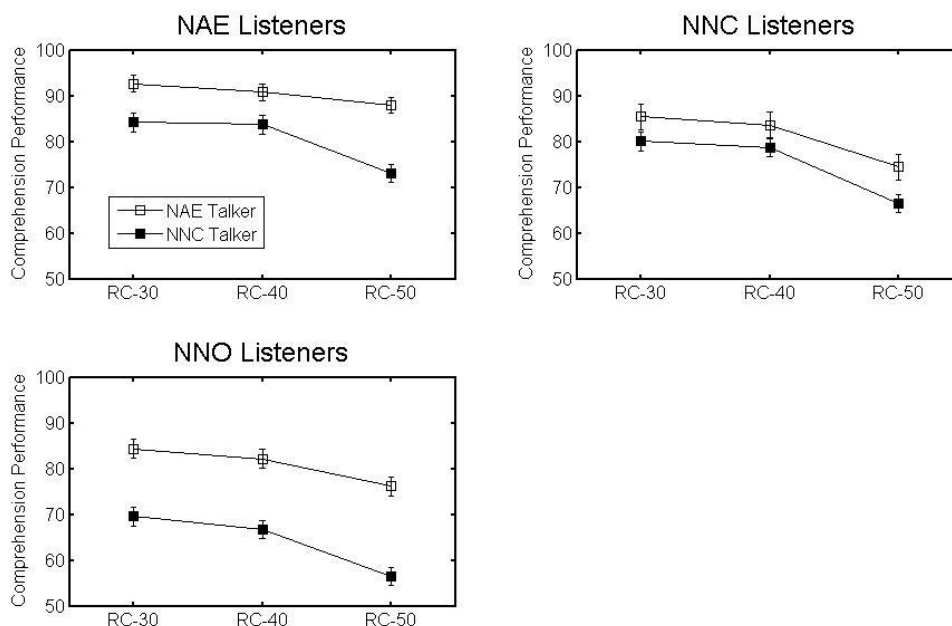 NAE Listeners
Comprehension Performance
100
90
80
70
60
50
NAE Talker
NNC Talker
RC-30 RC-40 RC-50
NNC Listeners
Comprehension Performance
100
90
80
70
60
50
RC-30 RC-40 RC-50
NNO Listeners
Comprehension Performance
100
90
80
70
60
50
RC-30 RC-40 RC-50